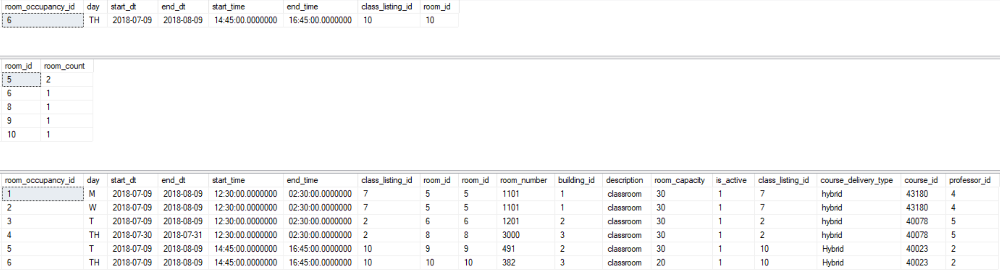 room_occupancy_id day start_dt end_dt start_time end_time class_listing_id room_id
6 TH 2018-07-09 2018-08-09 14:45:00.0000000 16:45:00.0000000 10 10
room_id room_count
5 2
6 1
8 1
9 1
10 1
room_occupancy_id day start_dt end_dt start_time end_time class_listing_id room_id room_id room_number building_id description room_capacity is_active class_listing_id course_delivery_type course_id professor_id
1 M 2018-07-09 2018-08-09 12:30:00.0000000 02:30:00.0000000 7 5 5 1101 1 classroom 30 1 7 hybrid 43180 4
2 W 2018-07-09 2018-08-09 12:30:00.0000000 02:30:00.0000000 7 5 5 1101 1 classroom 30 1 7 hybrid 43180 4
3 T 2018-07-09 2018-08-09 12:30:00.0000000 02:30:00.0000000 2 6 6 1201 2 classroom 30 1 2 hybrid 40078 5
4 TH 2018-07-30 2018-07-31 12:30:00.0000000 02:30:00.0000000 2 8 8 3000 3 classroom 30 1 2 hybrid 40078 5
5 T 2018-07-09 2018-08-09 14:45:00.0000000 16:45:00.0000000 10 9 9 491 2 classroom 30 1 10 Hybrid 40023 2
6 TH 2018-07-09 2018-08-09 14:45:00.0000000 16:45:00.0000000 10 10 10 382 3 classroom 20 1 10 Hybrid 40023 2